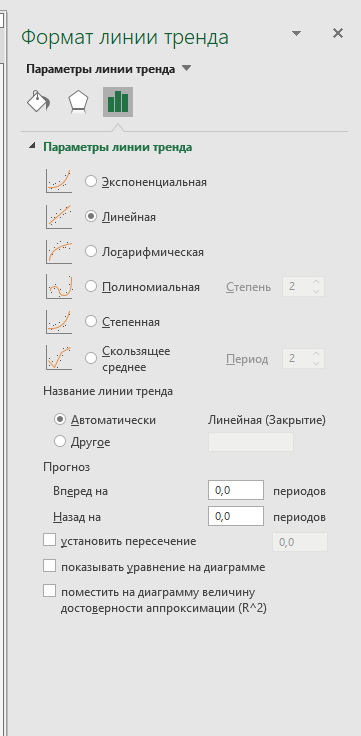 Формат линии тренда
Параметры линии тренда
Параметры линии тренда
Экспоненциальная
Линейная
Логарифмическая
Полиномиальная Степень 2
Степенная
Скользящее
среднее Период 2
Название линии тренда
Автоматически Линейная (Закрытие)
Другое
Прогноз
Вперед на 0,0 периодов
Назад на 0,0 периодов
установить пересечение 0,0
показывать уравнение на диаграмме
поместить на диаграмму величину
достоверности аппроксимации (R^2)